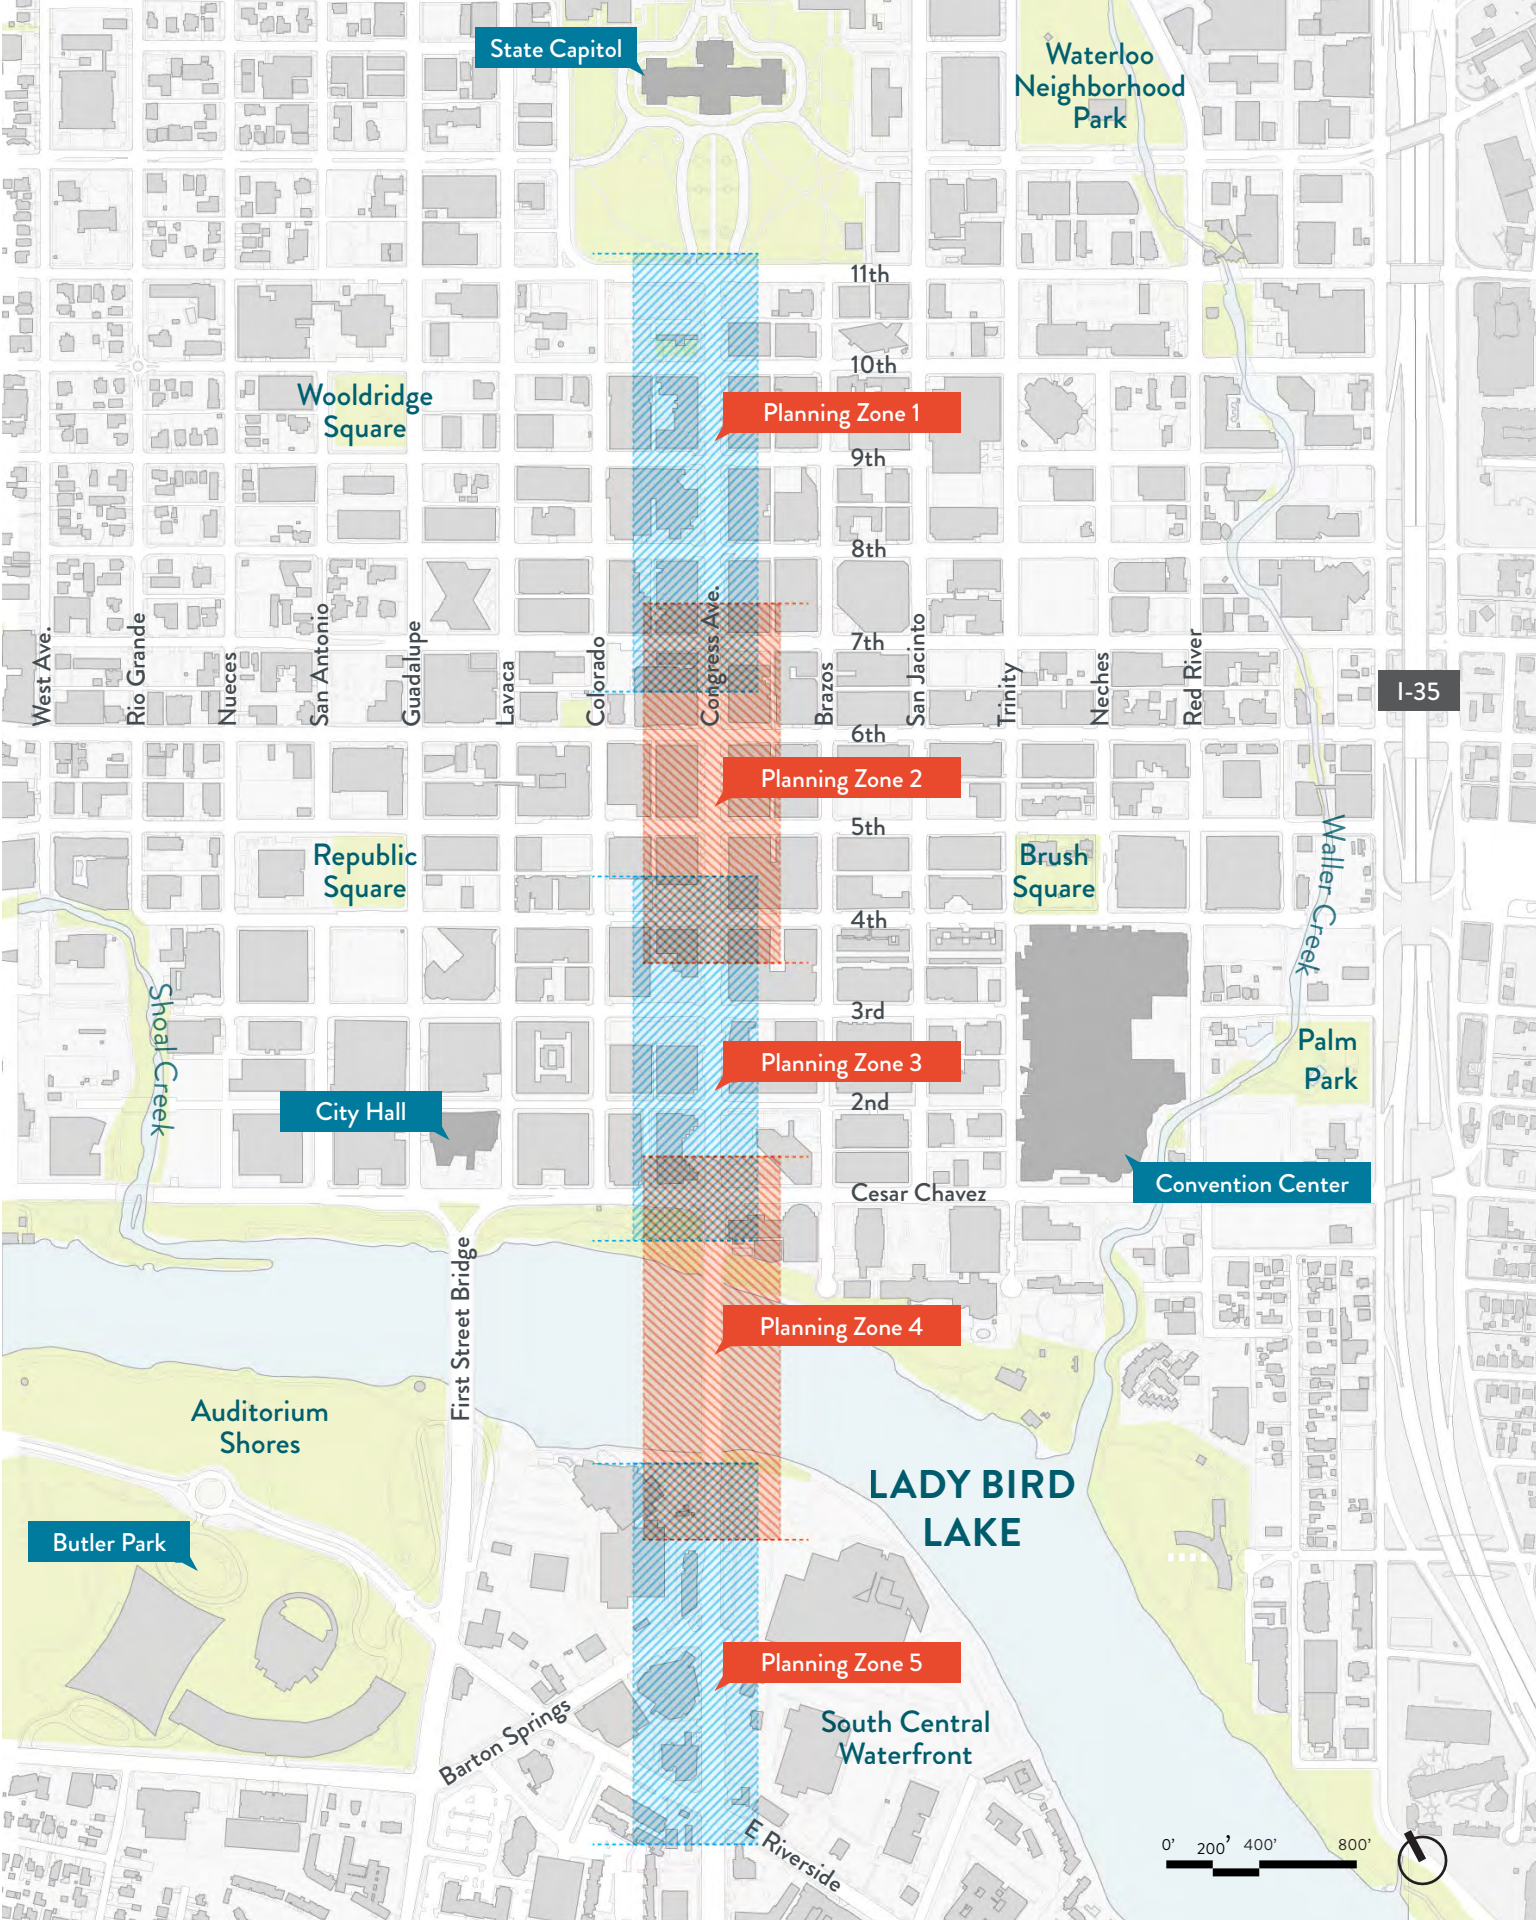 State Capitol
Waterloo
Neighborhood
Park
11th
10th
Wooldridge
Square
Planning Zone 1
9th
8th
West Ave.
Rio Grande
Nueces
San Antonio
Guadalupe
Lavaca
Colorado
Congress Ave.
Brazos
San Jacinto
Trinity
Neches
Red River
7th
I-35
6th
Planning Zone 2
5th
Republic
Square
Brush
Square
Waller Creek
4th
Shoal Creek
3rd
Planning Zone 3
Palm
Park
City Hall
2nd
Convention Center
Cesar Chavez
First Street Bridge
Planning Zone 4
Auditorium
Shores
LADY BIRD
LAKE
Butler Park
Planning Zone 5
Barton Springs
South Central
Waterfront
E Riverside
0' 200' 400' 800'